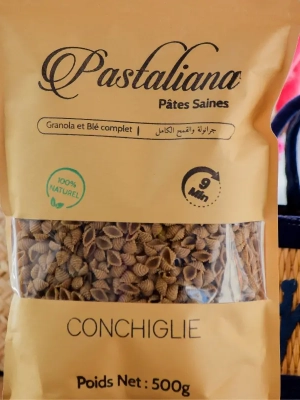 Pastaliana
Pâtes Saines
Granola et Blé complet | جرانولة والقمح الكامل
100%
NATUREL
9
Min
CONCHIGLIE
Poids Net : 500g